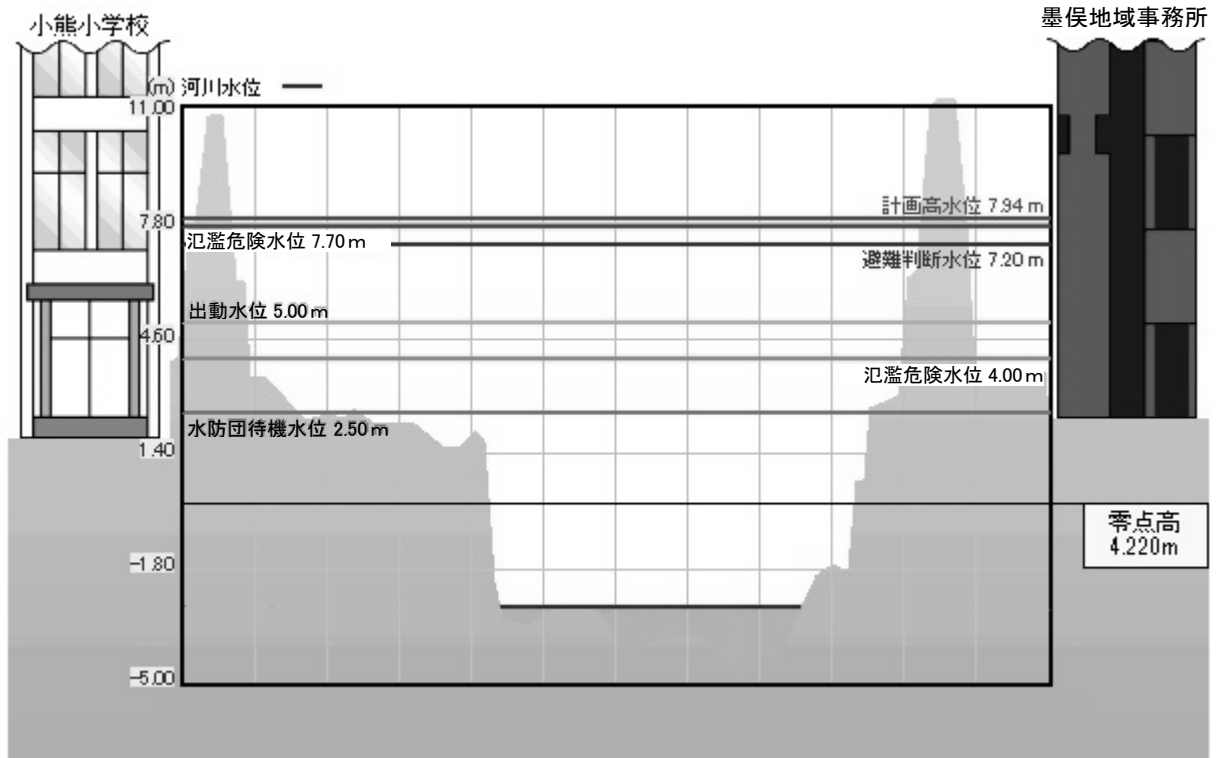 小熊小学校
墨俣地域事務所
(m) 河川水位
11.00
計画高水位 7.94 m
7.80
氾濫危険水位 7.70 m
避難判断水位 7.20 m
出動水位 5.00 m
4.60
氾濫危険水位 4.00 m
水防団待機水位 2.50 m
1.40
零点高
4.220m
-1.80
-5.00